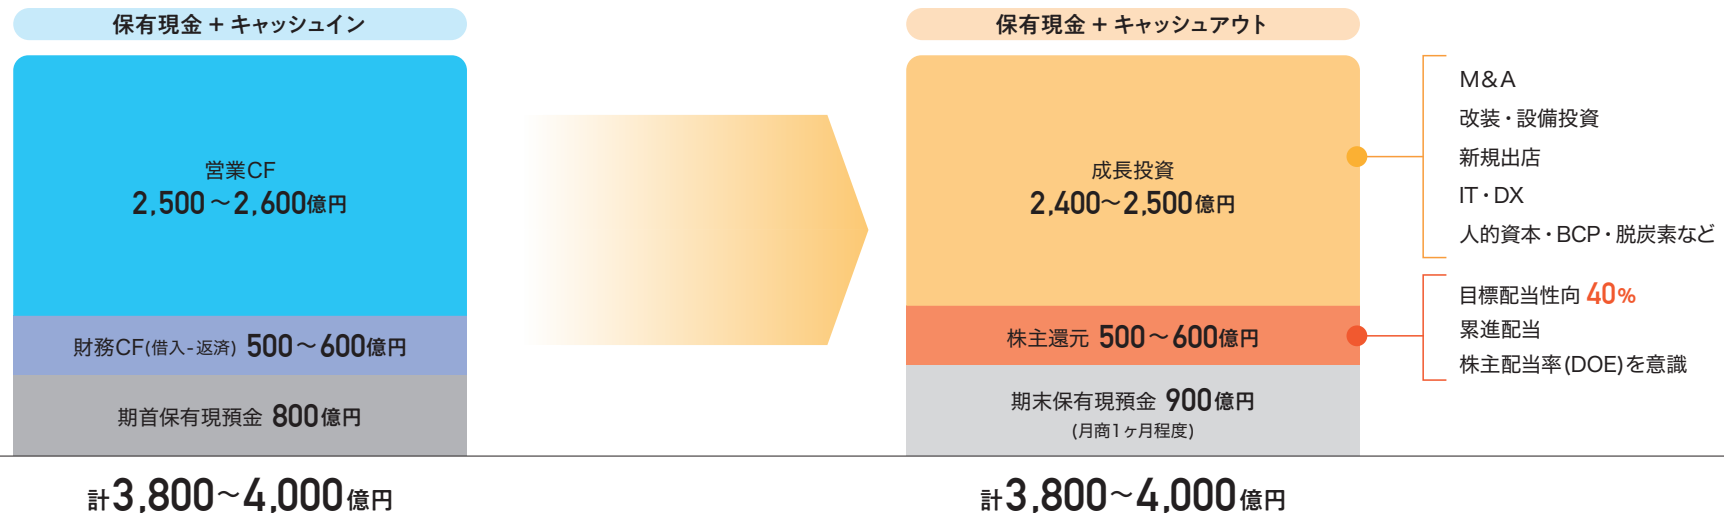 保有現金 + キャッシュイン
営業CF
2,500～2,600億円
財務CF(借入-返済) 500～600億円
期首保有現預金 800億円
計3,800～4,000億円
保有現金 + キャッシュアウト
成長投資
2,400～2,500億円
株主還元 500～600億円
期末保有現預金 900億円
(月商1ヶ月程度)
計3,800～4,000億円
M&A
改装・設備投資
新規出店
IT・DX
人的資本・BCP・脱炭素など
目標配当性向 40%
累進配当
株主配当率(DOE)を意識